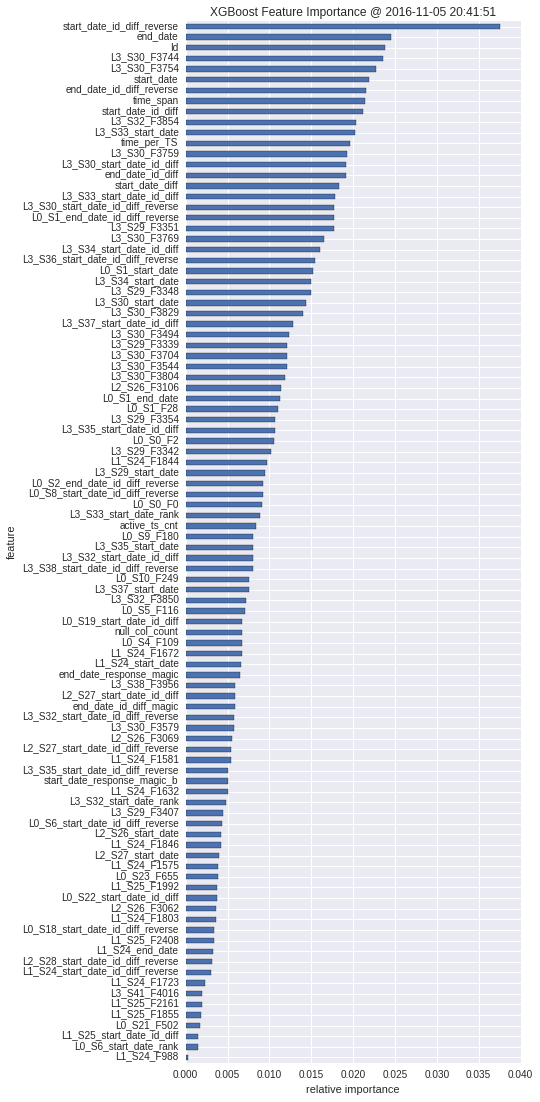 XGBoost Feature Importance @ 2016-11-05 20:41:51
start_date_id_diff_reverse
end_date
Id
L3_S30_F3744
L3_S30_F3754
start_date
end_date_id_diff_reverse
time_span
start_date_id_diff
L3_S32_F3854
L3_S33_start_date
time_per_TS
L3_S30_F3759
L3_S30_start_date_id_diff
end_date_id_diff
start_date_diff
L3_S33_start_date_id_diff
L3_S30_start_date_id_diff_reverse
L0_S1_end_date_id_diff_reverse
L3_S29_F3351
L3_S30_F3769
L3_S34_start_date_id_diff
L3_S36_start_date_id_diff_reverse
L0_S1_start_date
L3_S34_start_date
L3_S29_F3348
L3_S30_start_date
L3_S30_F3829
L3_S37_start_date_id_diff
L3_S30_F3494
L3_S29_F3339
L3_S30_F3704
L3_S30_F3544
L3_S30_F3804
L2_S26_F3106
L0_S1_end_date
L0_S1_F28
L3_S29_F3354
L3_S35_start_date_id_diff
L0_S0_F2
L3_S29_F3342
L1_S24_F1844
L3_S29_start_date
L0_S2_end_date_id_diff_reverse
L0_S8_start_date_id_diff_reverse
L0_S0_F0
L3_S33_start_date_rank
active_ts_cnt
L0_S9_F180
L3_S35_start_date
L3_S32_start_date_id_diff
L3_S38_start_date_id_diff_reverse
L0_S10_F249
L3_S37_start_date
L3_S32_F3850
L0_S5_F116
L0_S19_start_date_id_diff
null_col_count
L0_S4_F109
L1_S24_F1672
L1_S24_start_date
end_date_response_magic
L3_S38_F3956
L2_S27_start_date_id_diff
end_date_id_diff_magic
L3_S32_start_date_id_diff_reverse
L3_S30_F3579
L2_S26_F3069
L2_S27_start_date_id_diff_reverse
L1_S24_F1581
L3_S35_start_date_id_diff_reverse
start_date_response_magic_b
L1_S24_F1632
L3_S32_start_date_rank
L3_S29_F3407
L0_S6_start_date_id_diff_reverse
L2_S26_start_date
L1_S24_F1846
L2_S27_start_date
L1_S24_F1575
L0_S23_F655
L1_S25_F1992
L0_S22_start_date_id_diff
L2_S26_F3062
L1_S24_F1803
L0_S18_start_date_id_diff_reverse
L1_S25_F2408
L1_S24_end_date
L2_S28_start_date_id_diff_reverse
L1_S24_start_date_id_diff_reverse
L1_S24_F1723
L3_S41_F4016
L1_S25_F2161
L1_S25_F1855
L0_S21_F502
L1_S25_start_date_id_diff
L0_S6_start_date_rank
L1_S24_F988
feature
0.000 0.005 0.010 0.015 0.020 0.025 0.030 0.035 0.040
relative importance